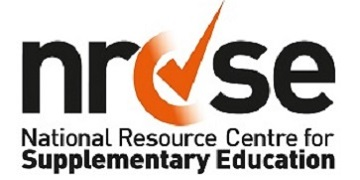 nrcse
National Resource Centre for
Supplementary Education